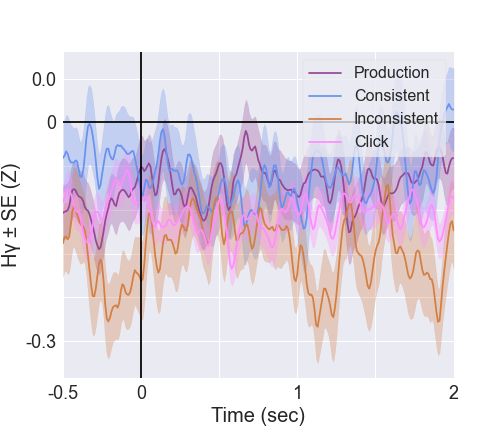 Production
Consistent
Inconsistent
Click
0.0
0
-0.3
Hγ ± SE (Z)
-0.5
0
1
2
Time (sec)